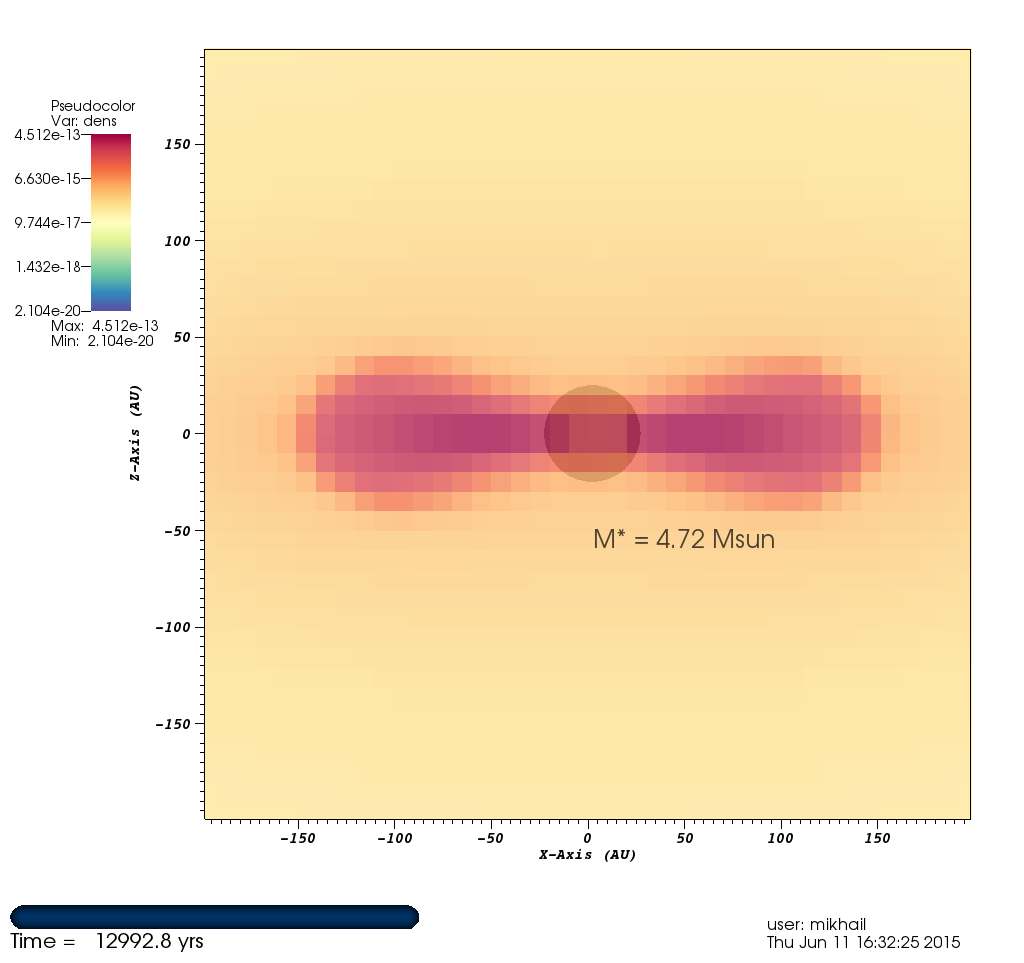 Pseudocolor
Var: dens
4.512e-13
6.630e-15
9.744e-17
1.432e-18
2.104e-20
Max: 4.512e-13
Min: 2.104e-20
150
100
50
0
-50
-100
-150
Z-Axis (AU)
M* = 4.72 Msun
-150 -100 -50 0 50 100 150
X-Axis (AU)
Time = 12992.8 yrs
user: mikhail
Thu Jun 11 16:32:25 2015